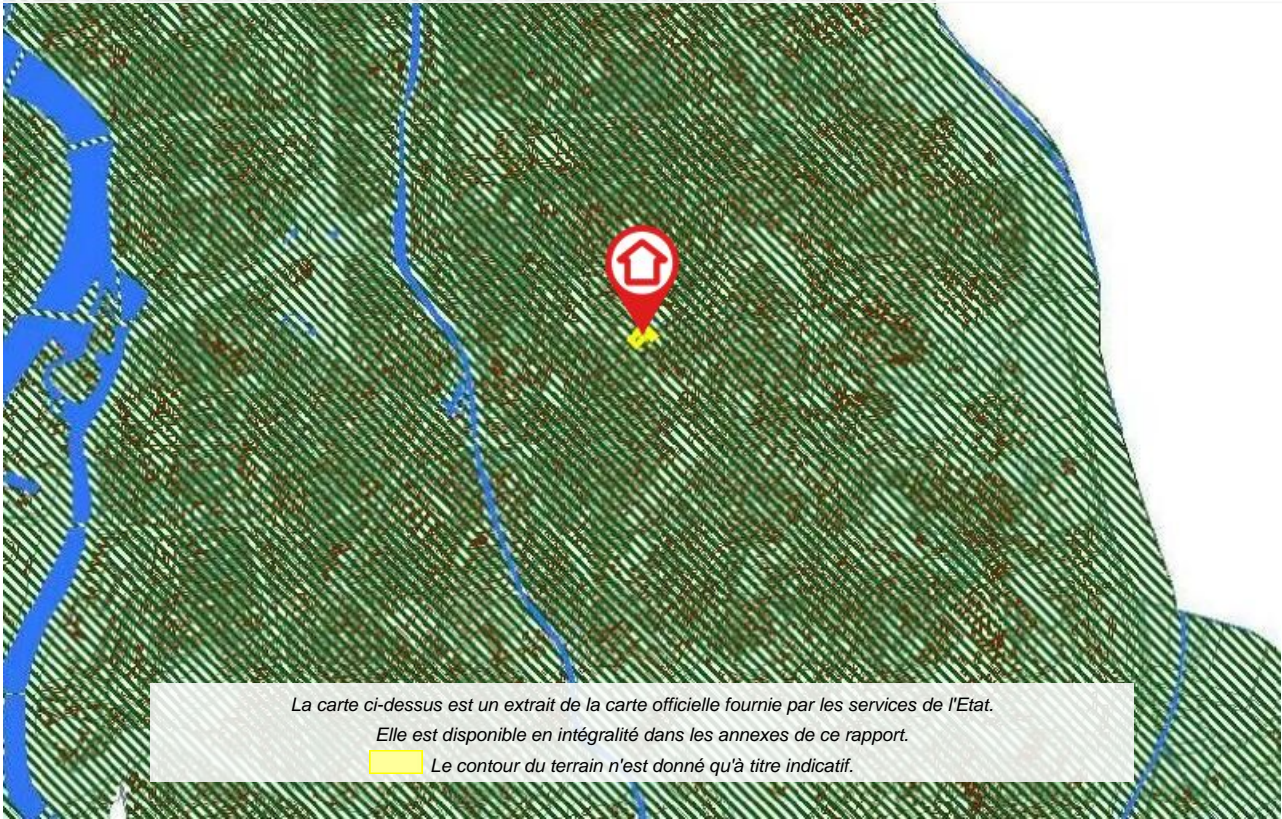 La carte ci-dessus est un extrait de la carte officielle fournie par les services de l'Etat.
Elle est disponible en intégralité dans les annexes de ce rapport.
Le contour du terrain n'est donné qu'à titre indicatif.